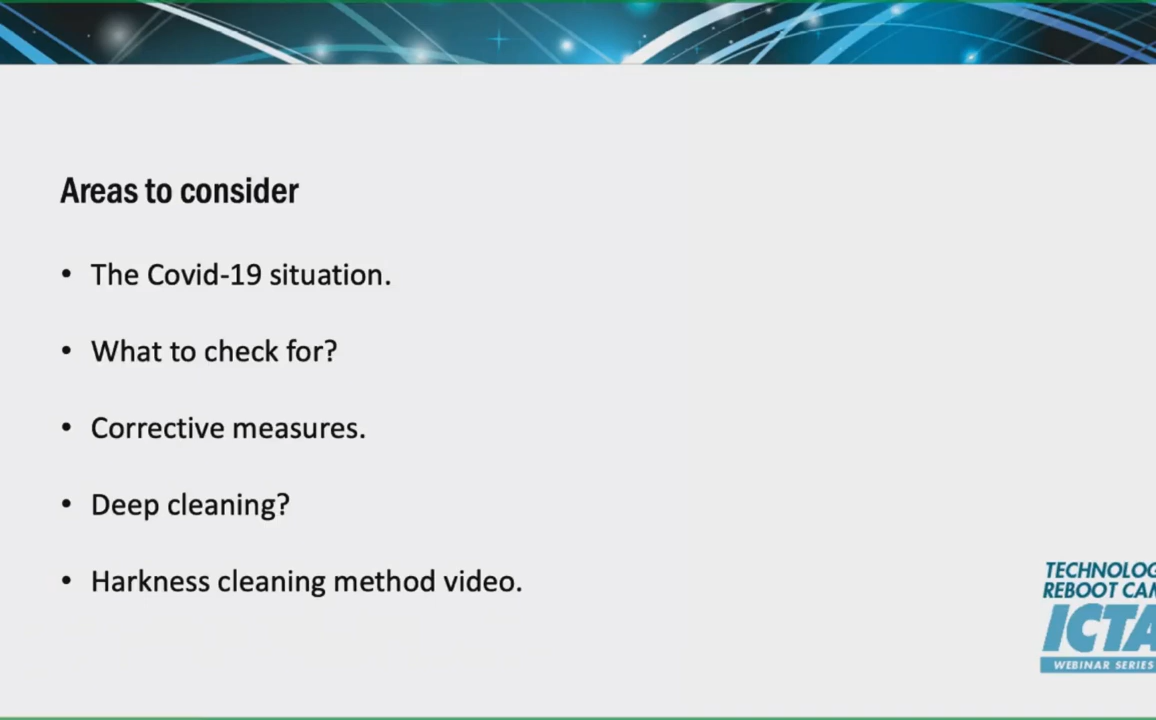 Areas to consider
• The Covid-19 situation.
• What to check for?
• Corrective measures.
• Deep cleaning?
• Harkness cleaning method video.
TECHNOLOG
REBOOT CAM
ICTA
WEBINAR SERIES